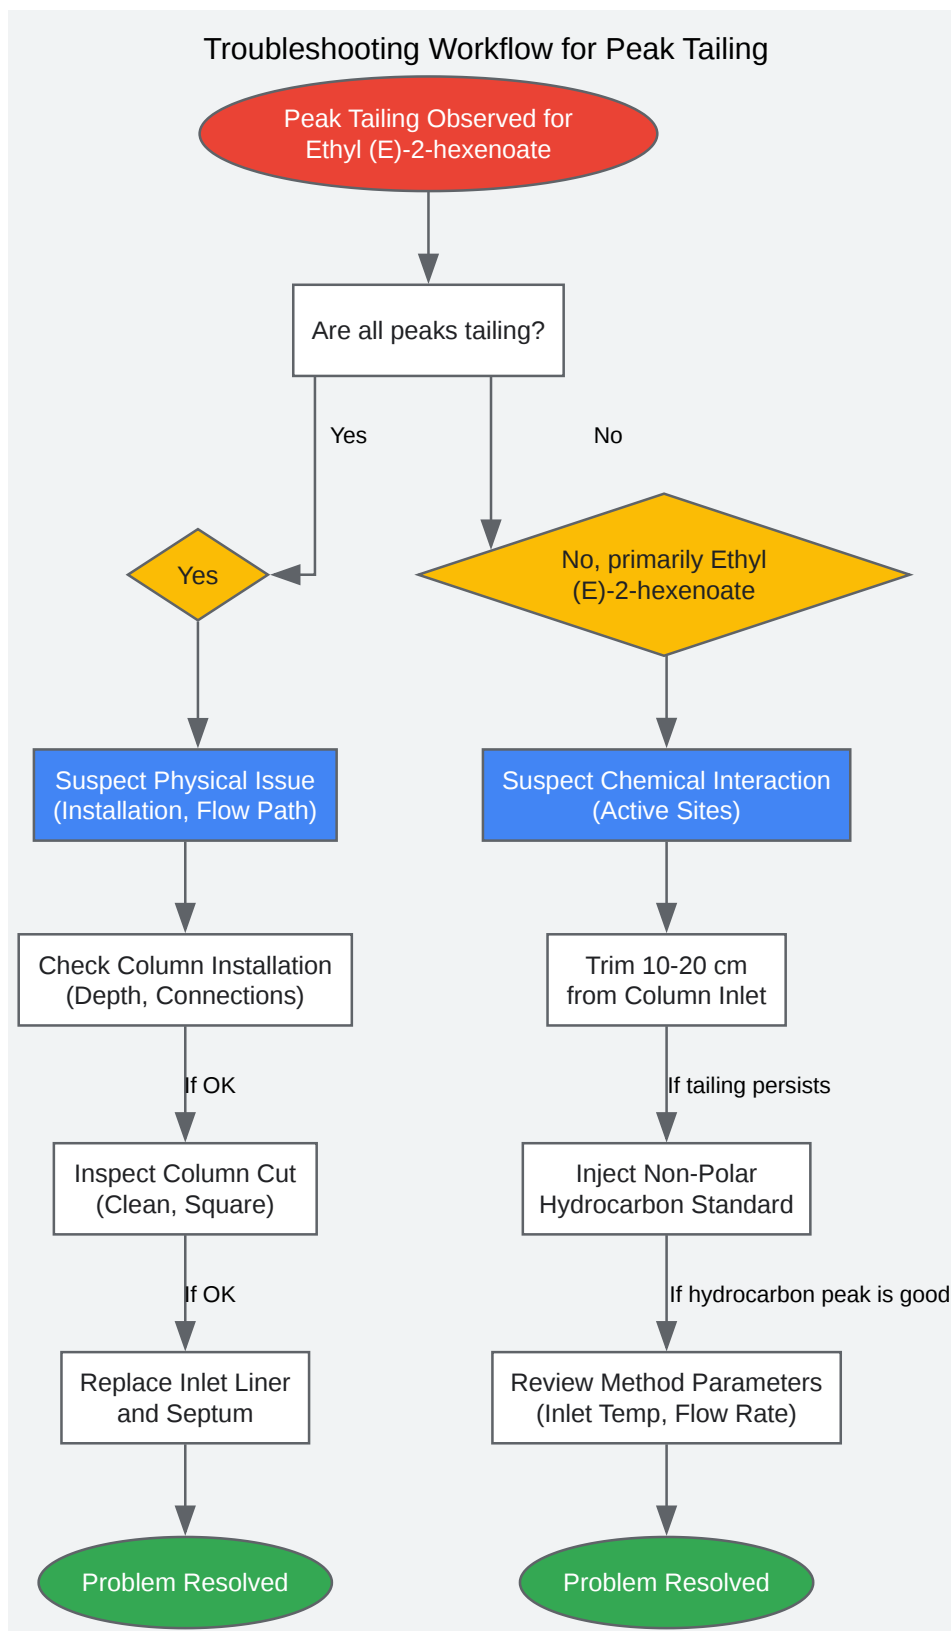 Troubleshooting Workflow for Peak Tailing
Peak Tailing Observed for
Ethyl (E)-2-hexenoate
Are all peaks tailing?
Yes
No
Yes
No, primarily Ethyl
(E)-2-hexenoate
Suspect Physical Issue
(Installation, Flow Path)
Suspect Chemical Interaction
(Active Sites)
Check Column Installation
(Depth, Connections)
Trim 10-20 cm
from Column Inlet
If OK
If tailing persists
Inspect Column Cut
(Clean, Square)
Inject Non-Polar
Hydrocarbon Standard
If OK
If hydrocarbon peak is good
Replace Inlet Liner
and Septum
Review Method Parameters
(Inlet Temp, Flow Rate)
Problem Resolved
Problem Resolved